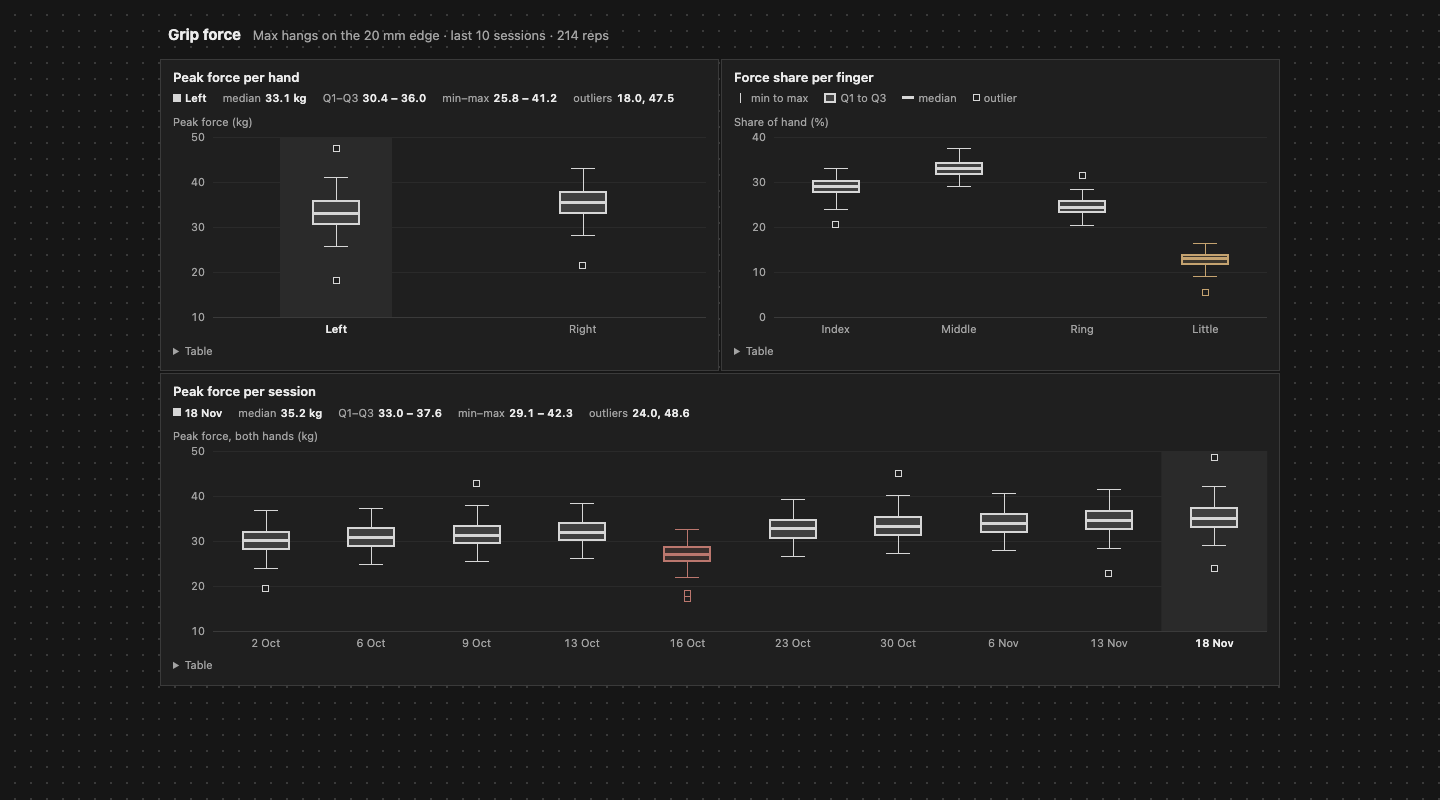 Grip force Max hangs on the 20 mm edge · last 10 sessions · 214 reps
Peak force per hand
Left median 33.1 kg Q1–Q3 30.4 – 36.0 min–max 25.8 – 41.2 outliers 18.0, 47.5
Peak force (kg)
50
40
30
20
10
Left Right
Table
Force share per finger
min to max Q1 to Q3 median outlier
Share of hand (%)
40
30
20
10
0
Index Middle Ring Little
Table
Peak force per session
18 Nov median 35.2 kg Q1–Q3 33.0 – 37.6 min–max 29.1 – 42.3 outliers 24.0, 48.6
Peak force, both hands (kg)
50
40
30
20
10
2 Oct 6 Oct 9 Oct 13 Oct 16 Oct 23 Oct 30 Oct 6 Nov 13 Nov 18 Nov
Table